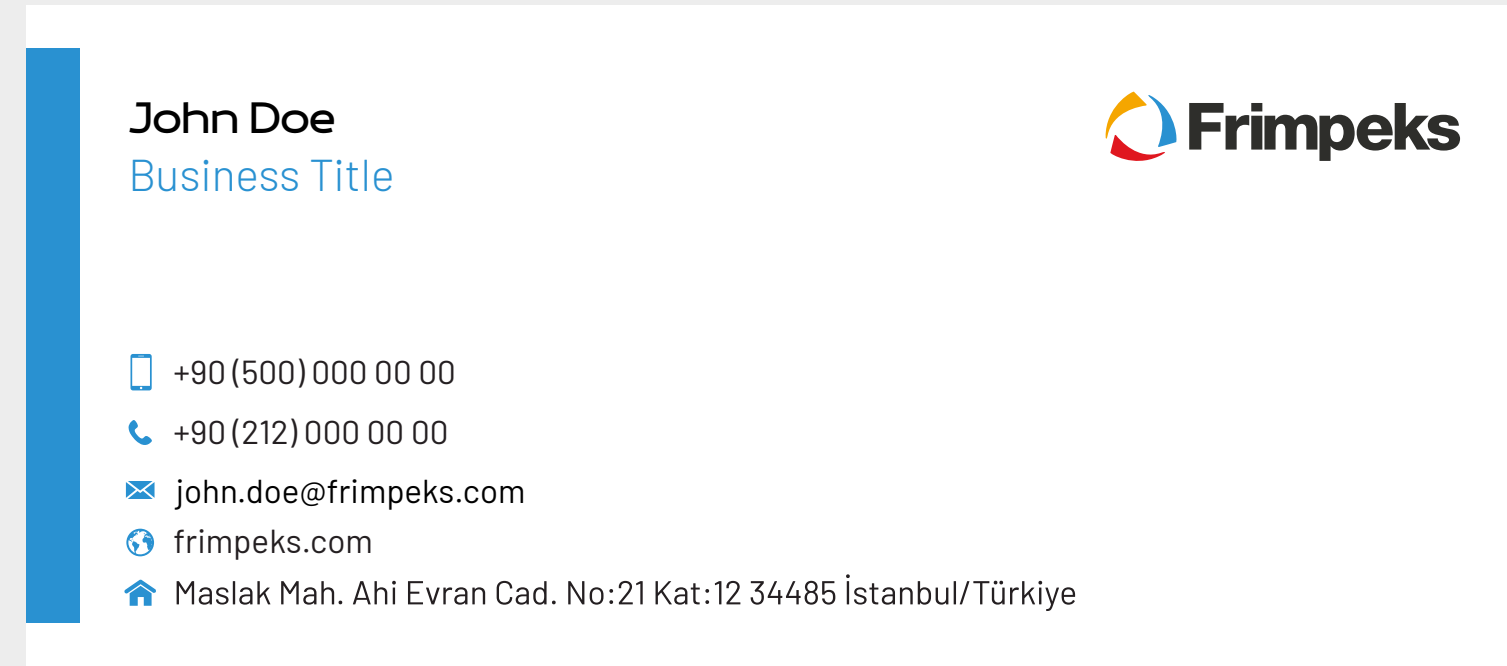 John Doe
Business Title
Frimpeks
+90 (500) 000 00 00
+90 (212) 000 00 00
john.doe@frimpeks.com
frimpeks.com
Maslak Mah. Ahi Evran Cad. No:21 Kat:12 34485 İstanbul/Türkiye